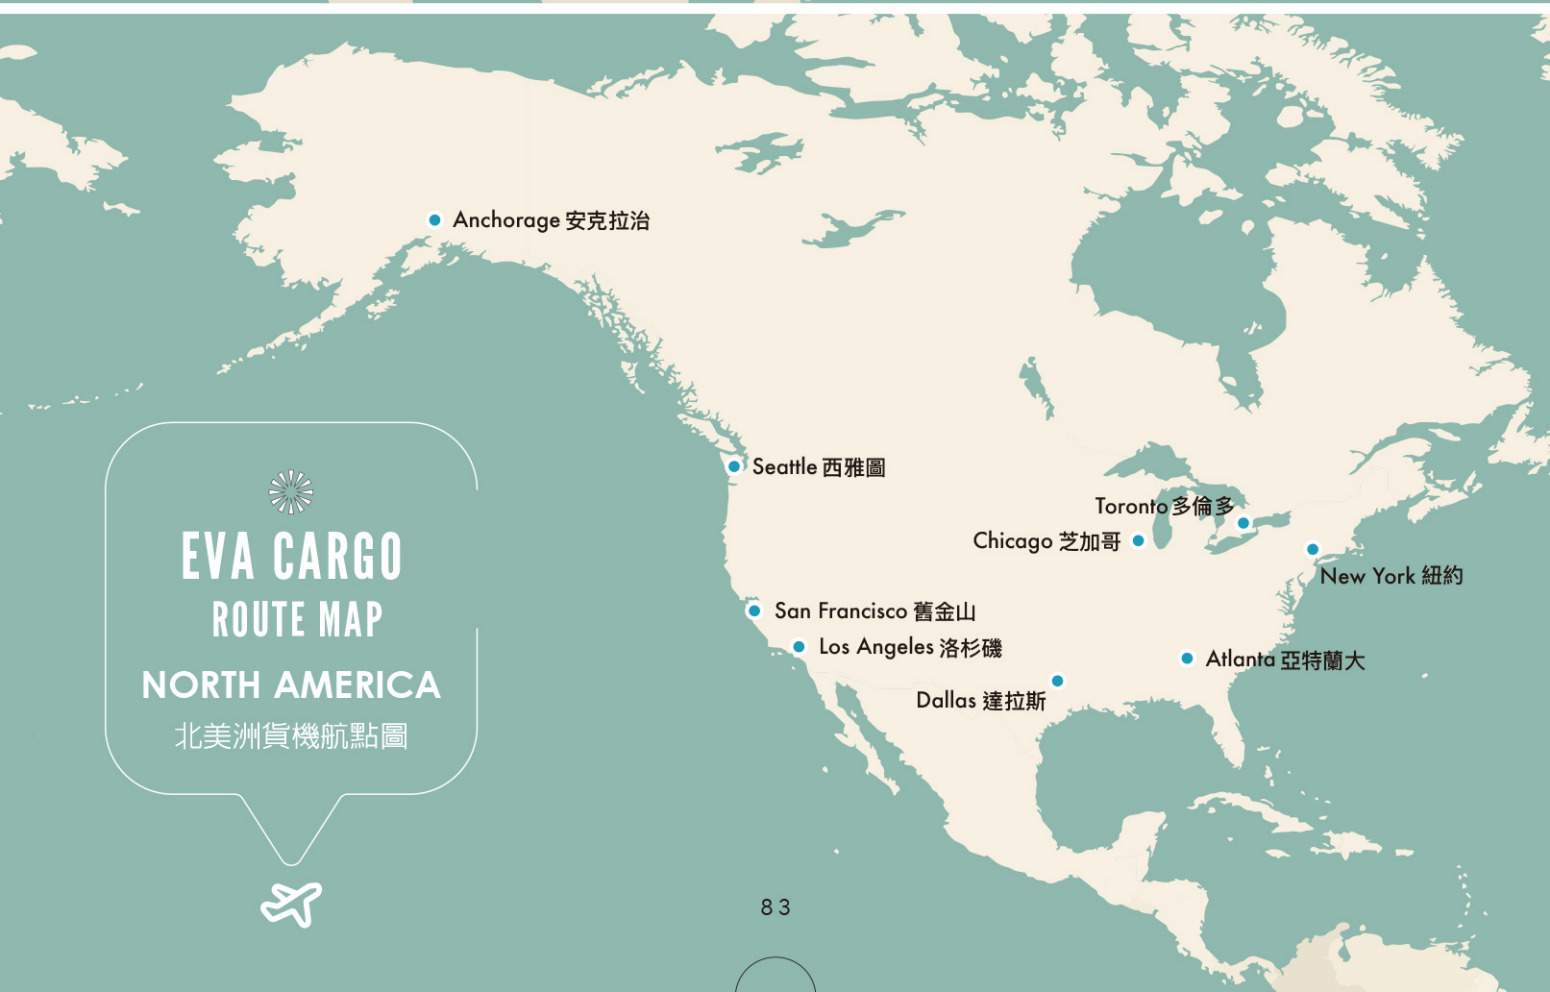 Anchorage 安克拉治
Seattle 西雅圖
Toronto 多倫多
Chicago 芝加哥
New York 紐約
San Francisco 舊金山
Los Angeles 洛杉磯
Atlanta 亞特蘭大
Dallas 達拉斯
EVA CARGO
ROUTE MAP
NORTH AMERICA
北美洲貨機航點圖
83